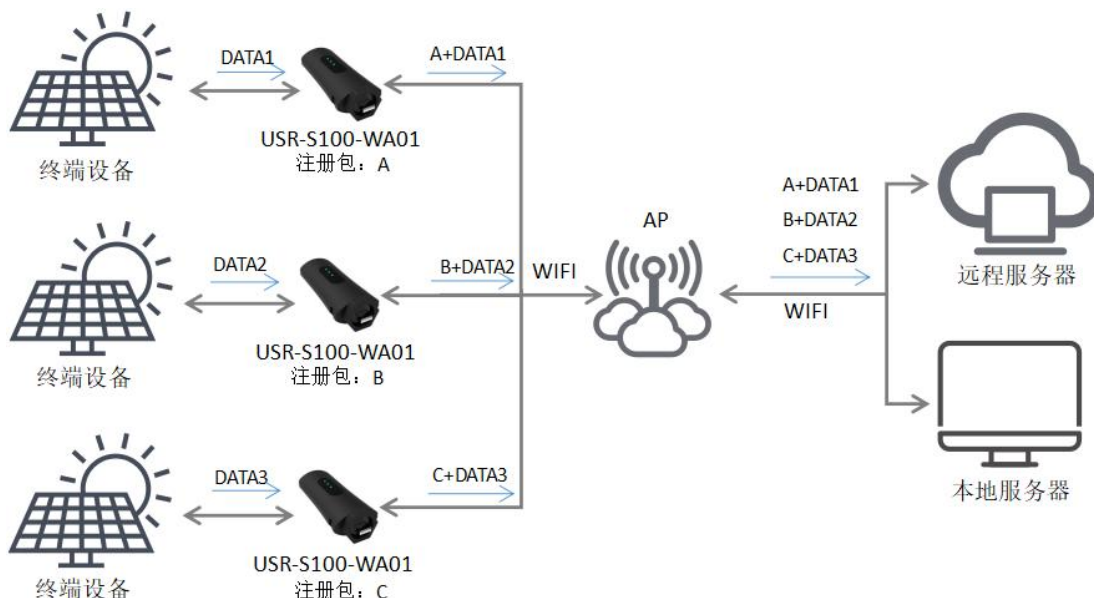 DATA1
A+DATA1
USR-S100-WA01
注册包：A
终端设备
DATA2
B+DATA2
USR-S100-WA01
注册包：B
终端设备
DATA3
C+DATA3
USR-S100-WA01
注册包：C
终端设备
WIFI
AP
A+DATA1
B+DATA2
C+DATA3
WIFI
远程服务器
本地服务器